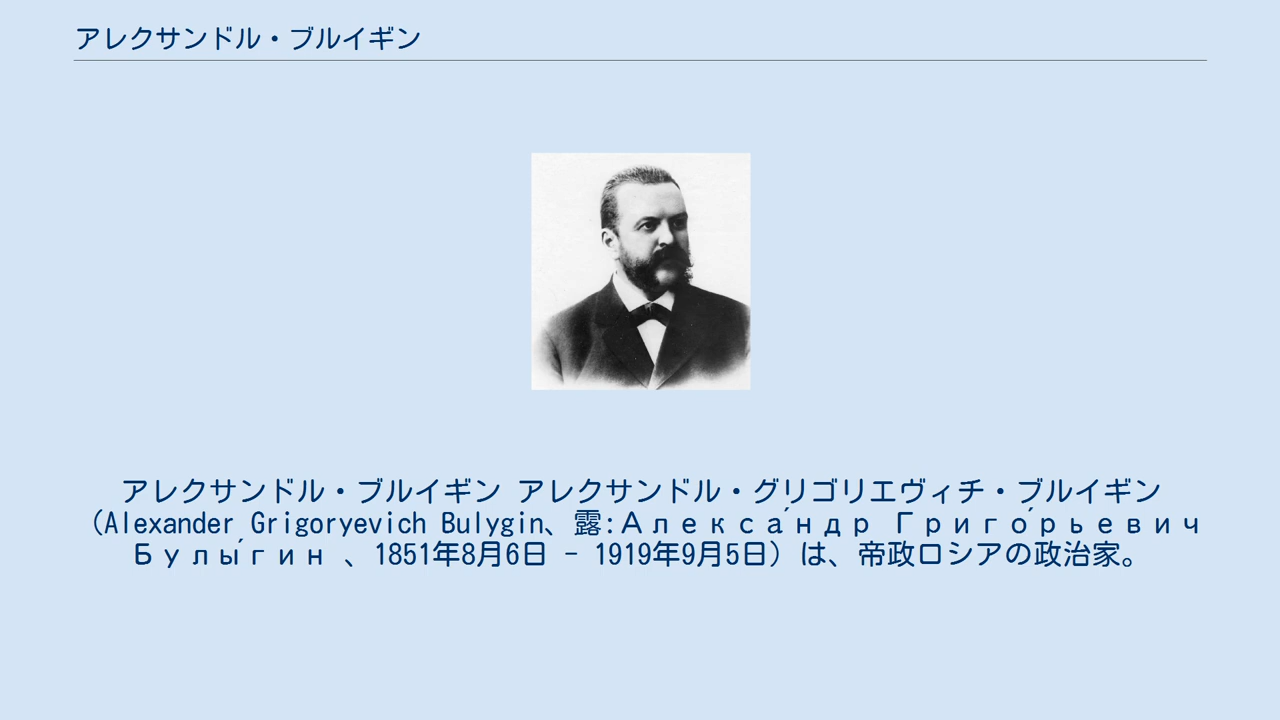 アレクサンドル・ブルイギン
アレクサンドル・ブルイギン アレクサンドル・グリゴリエヴィチ・ブルイギン
（Alexander Grigoryevich Bulygin、露:Алекса́ндр Григо́рьевич
Булы́гин 、1851年8月6日 - 1919年9月5日）は、帝政ロシアの政治家。